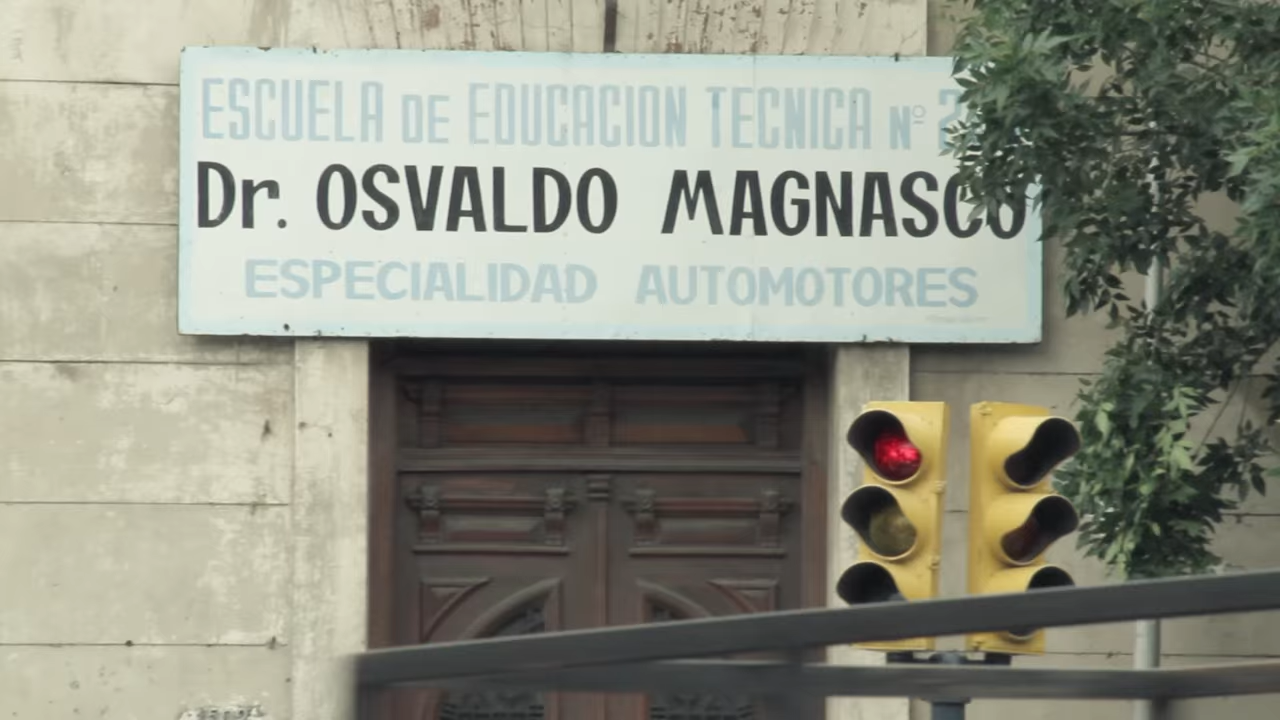 ESCUELA DE EDUCACION TECNICA Nº
Dr. OSVALDO MAGNASCO
ESPECIALIDAD AUTOMOTORES